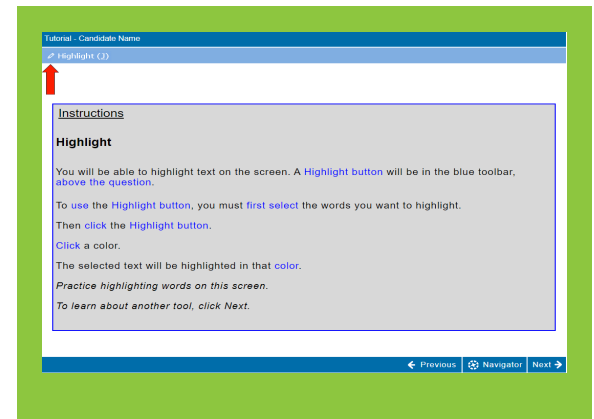 Tutorial - Candidate Name
Highlight (J)
Instructions
Highlight
You will be able to highlight text on the screen. A Highlight button will be in the blue toolbar,
above the question.
To use the Highlight button, you must first select the words you want to highlight.
Then click the Highlight button.
Click a color.
The selected text will be highlighted in that color.
Practice highlighting words on this screen.
To learn about another tool, click Next.
Previous Navigator Next